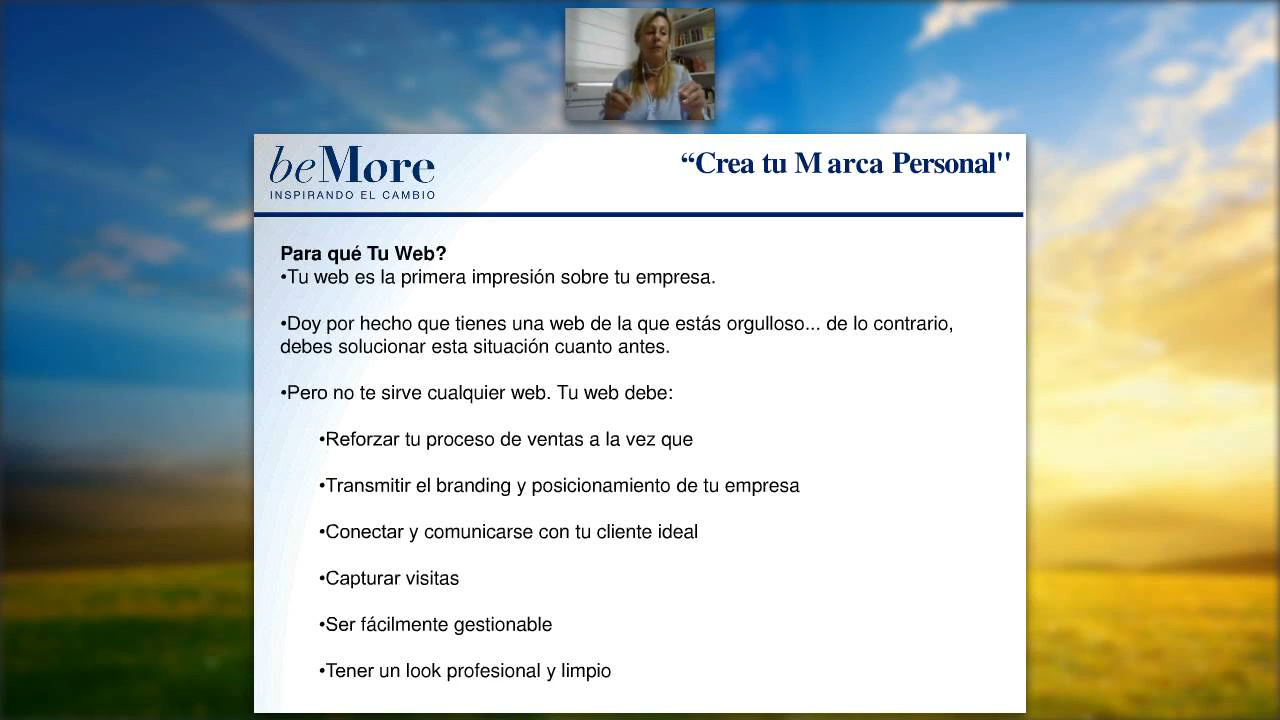 beMore
INSPIRANDO EL CAMBIO
“Crea tu Marca Personal"
Para qué Tu Web?
•Tu web es la primera impresión sobre tu empresa.
•Doy por hecho que tienes una web de la que estás orgulloso... de lo contrario,
debes solucionar esta situación cuanto antes.
•Pero no te sirve cualquier web. Tu web debe:
•Reforzar tu proceso de ventas a la vez que
•Transmitir el branding y posicionamiento de tu empresa
•Conectar y comunicarse con tu cliente ideal
•Capturar visitas
•Ser fácilmente gestionable
•Tener un look profesional y limpio